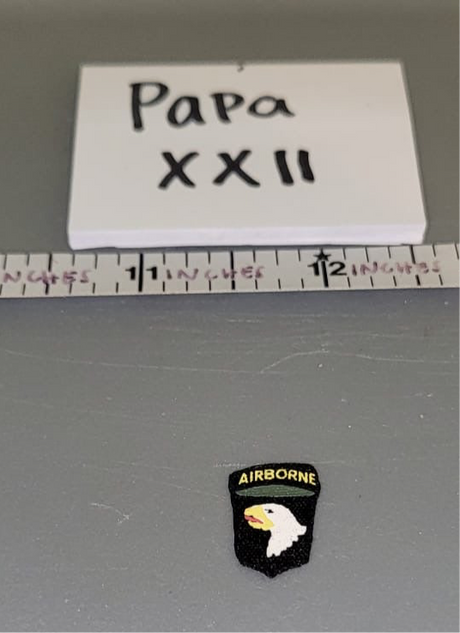 Papa
XXII
INCHES 11 INCHES 12 INCHES
AIRBORNE